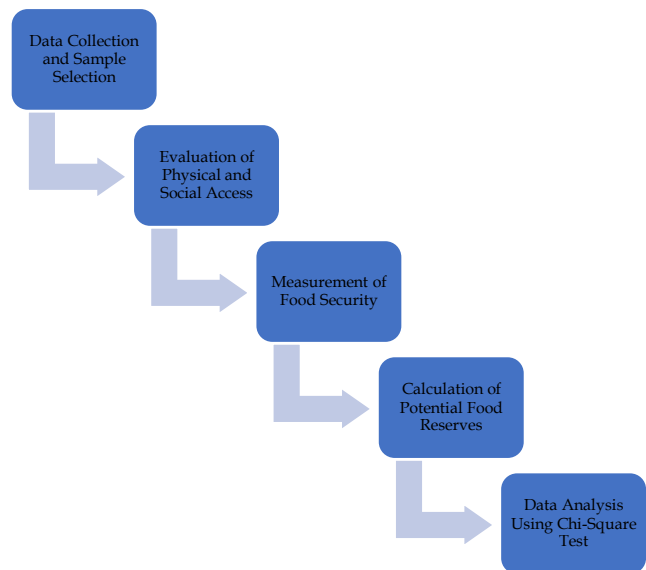 Data Collection
and Sample
Selection
Evaluation of
Physical and
Social Access
Measurement of
Food Security
Calculation of
Potential Food
Reserves
Data Analysis
Using Chi-Square
Test